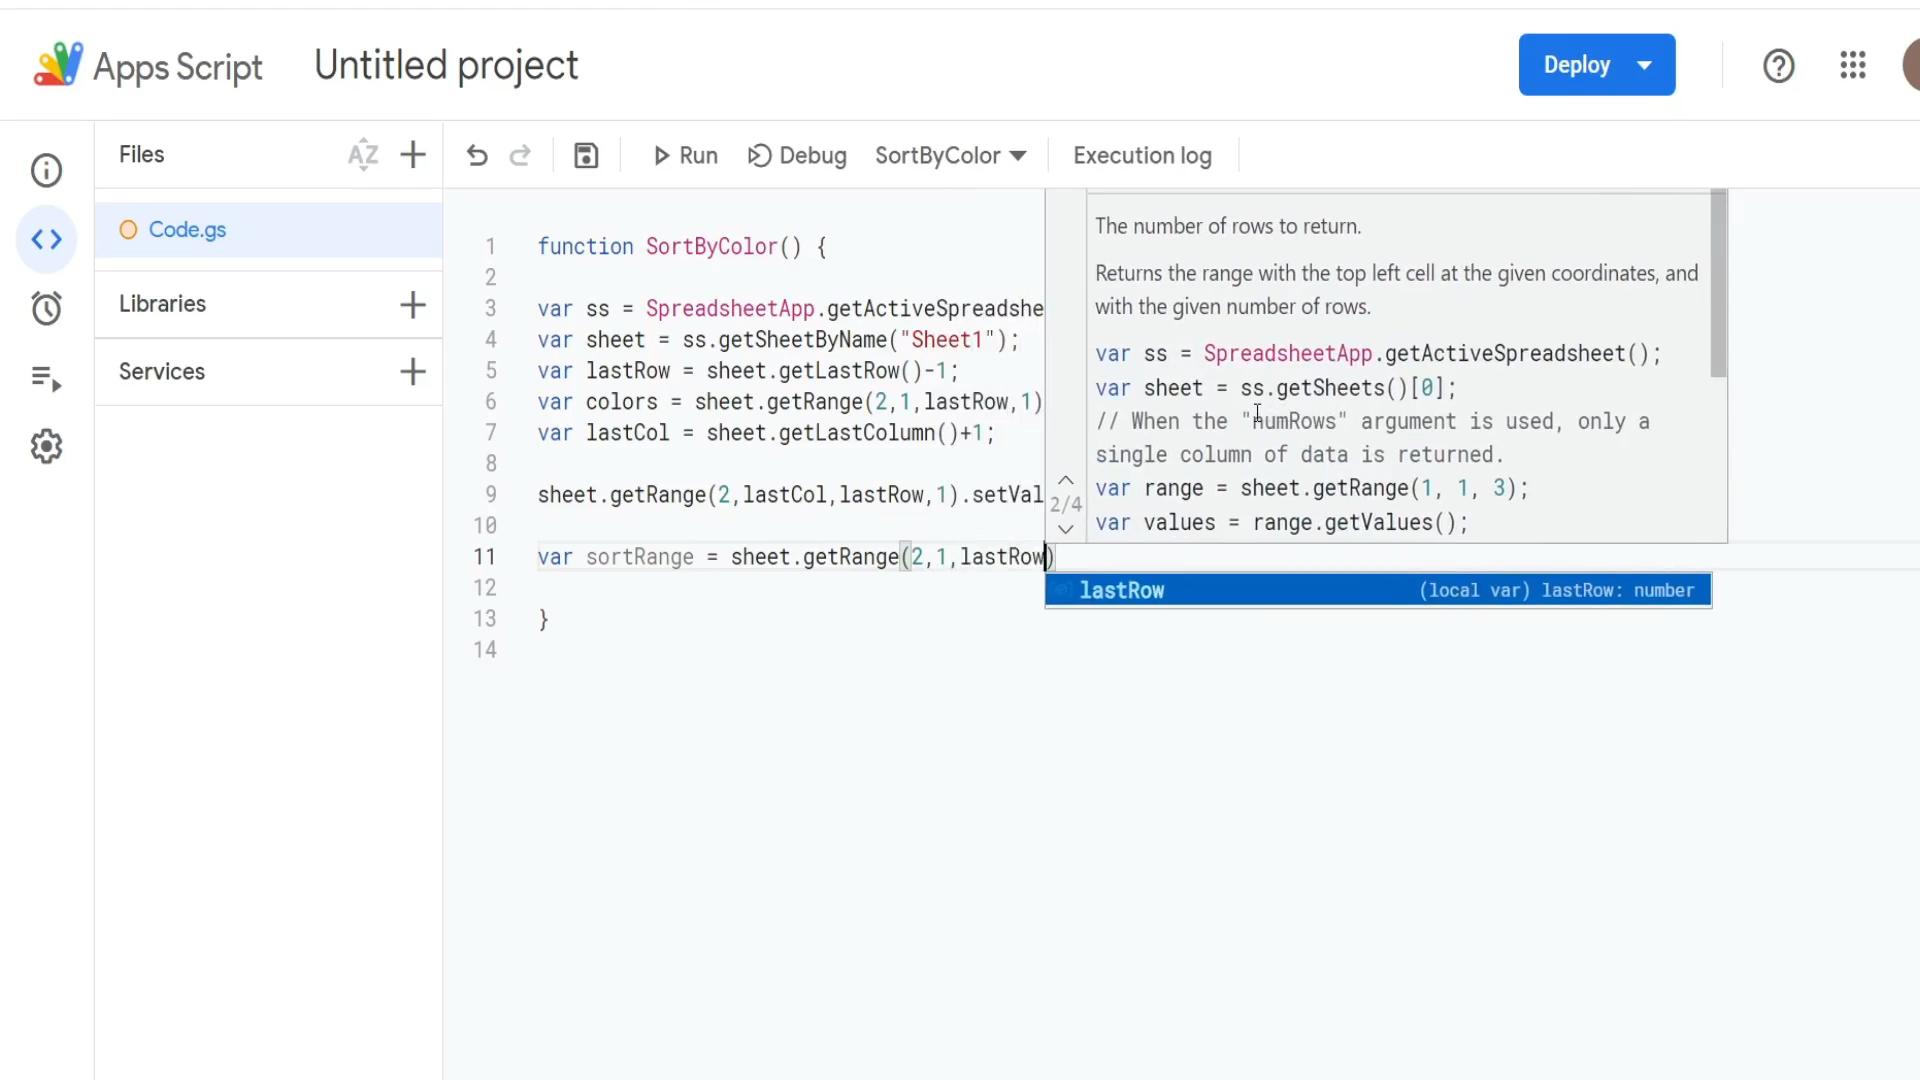 Apps Script Untitled project Deploy
Files AZ Run Debug SortByColor Execution log
Code.gs
Libraries
Services
1 function SortByColor() {
2
3 var ss = SpreadsheetApp.getActiveSpreadshe
4 var sheet = ss.getSheetByName("Sheet1");
5 var lastRow = sheet.getLastRow()-1;
6 var colors = sheet.getRange(2,1,lastRow,1)
7 var lastCol = sheet.getLastColumn()+1;
8
9 sheet.getRange(2,lastCol,lastRow,1).setVal
10
11 var sortRange = sheet.getRange(2,1,lastRow)
12
13 }
14
The number of rows to return.
Returns the range with the top left cell at the given coordinates, and
with the given number of rows.
var ss = SpreadsheetApp.getActiveSpreadsheet();
var sheet = ss.getSheets()[0];
// When the "numRows" argument is used, only a
single column of data is returned.
var range = sheet.getRange(1, 1, 3);
var values = range.getValues();
2/4
lastRow (local var) lastRow: number